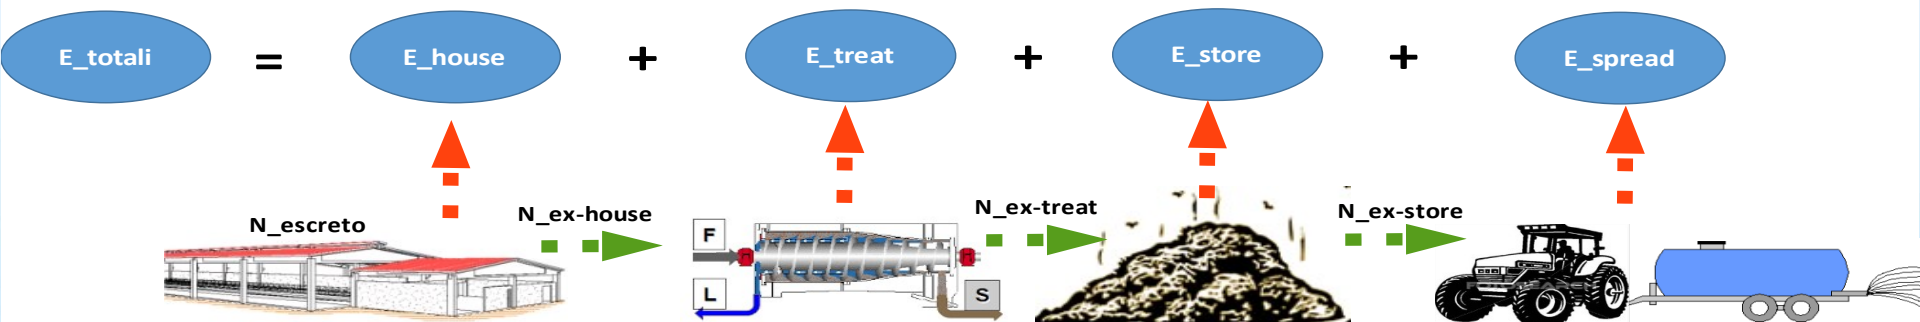 E_totali = E_house + E_treat + E_store + E_spread
N_escreto
N_ex-house
N_ex-treat
N_ex-store
F
L
S